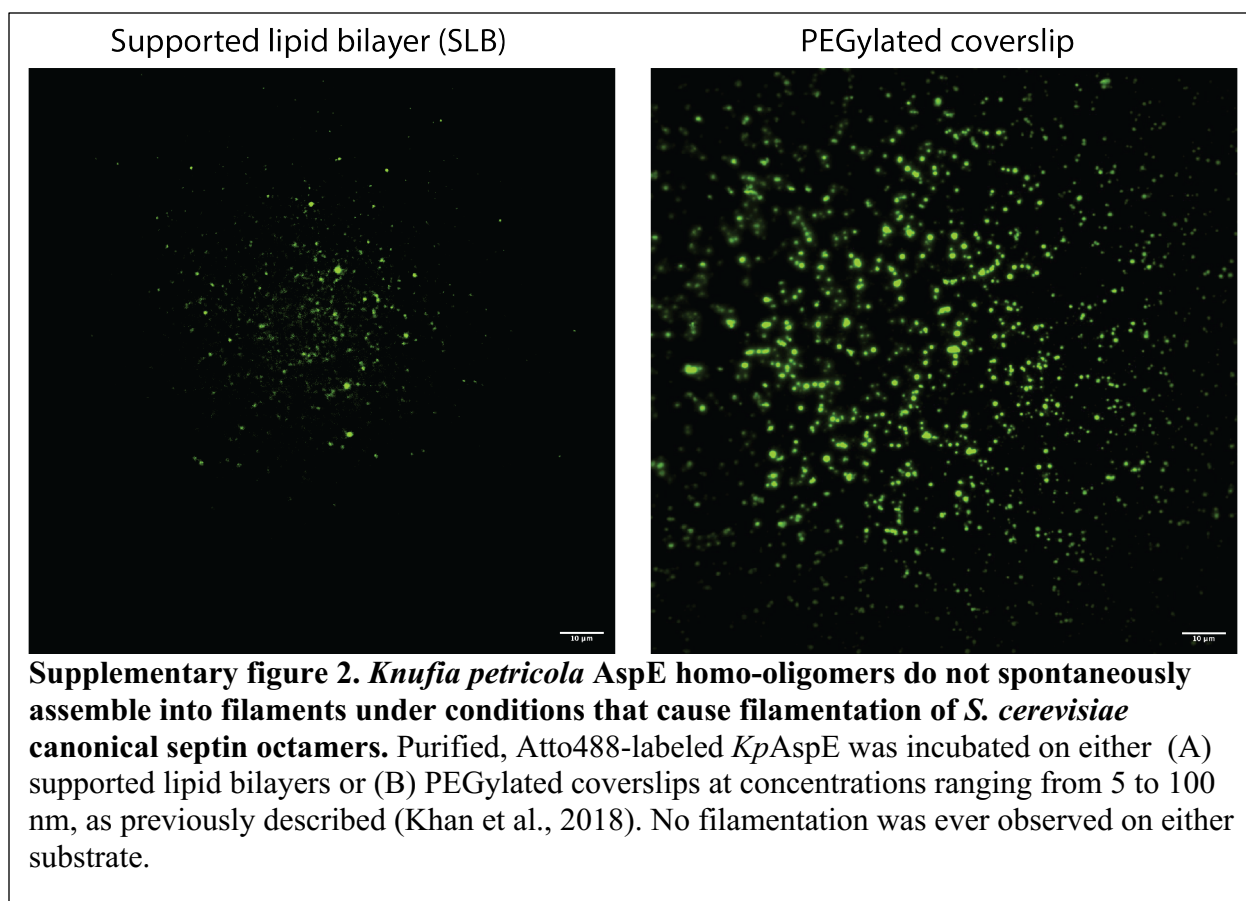 Supported lipid bilayer (SLB)
PEGylated coverslip
10 µm
10 µm
Supplementary figure 2. Knufia petricola AspE homo-oligomers do not spontaneously
assemble into filaments under conditions that cause filamentation of S. cerevisiae
canonical septin octamers. Purified, Atto488-labeled KpAspE was incubated on either (A)
supported lipid bilayers or (B) PEGylated coverslips at concentrations ranging from 5 to 100
nm, as previously described (Khan et al., 2018). No filamentation was ever observed on either
substrate.